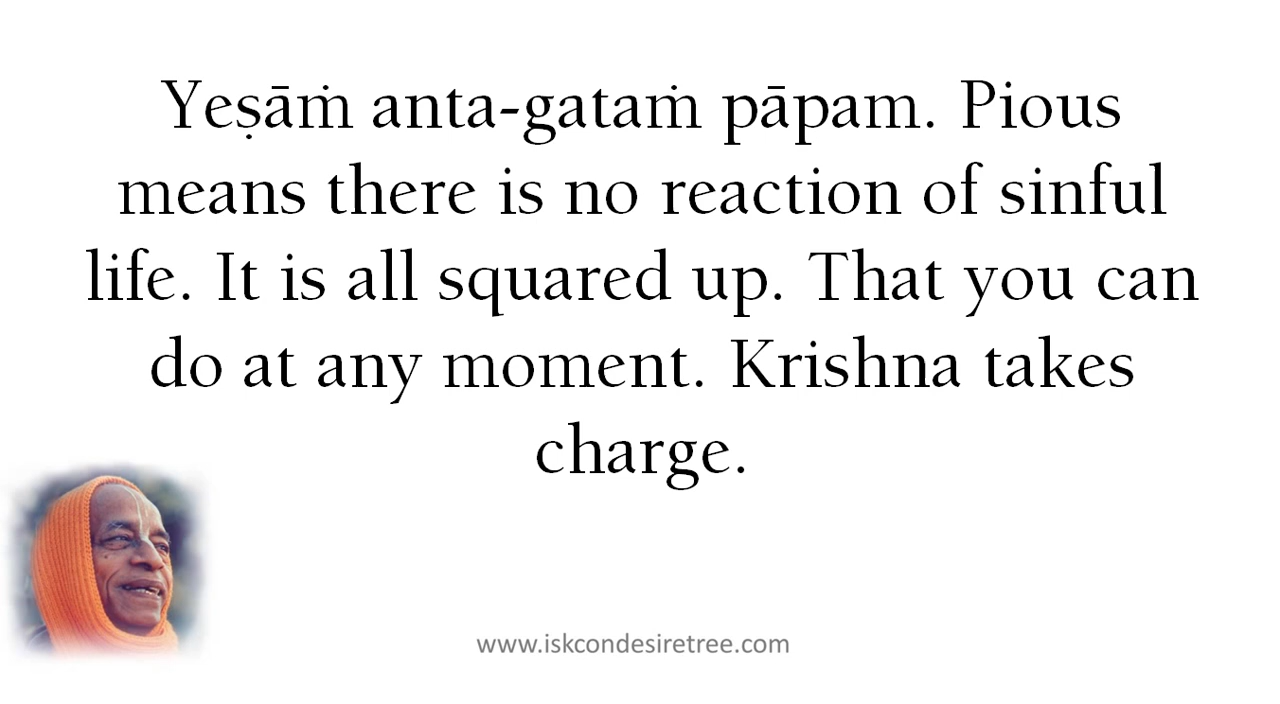 Yeṣāṁ anta-gataṁ pāpam. Pious
means there is no reaction of sinful
life. It is all squared up. That you can
do at any moment. Krishna takes
charge.
www.iskcondesiretree.com